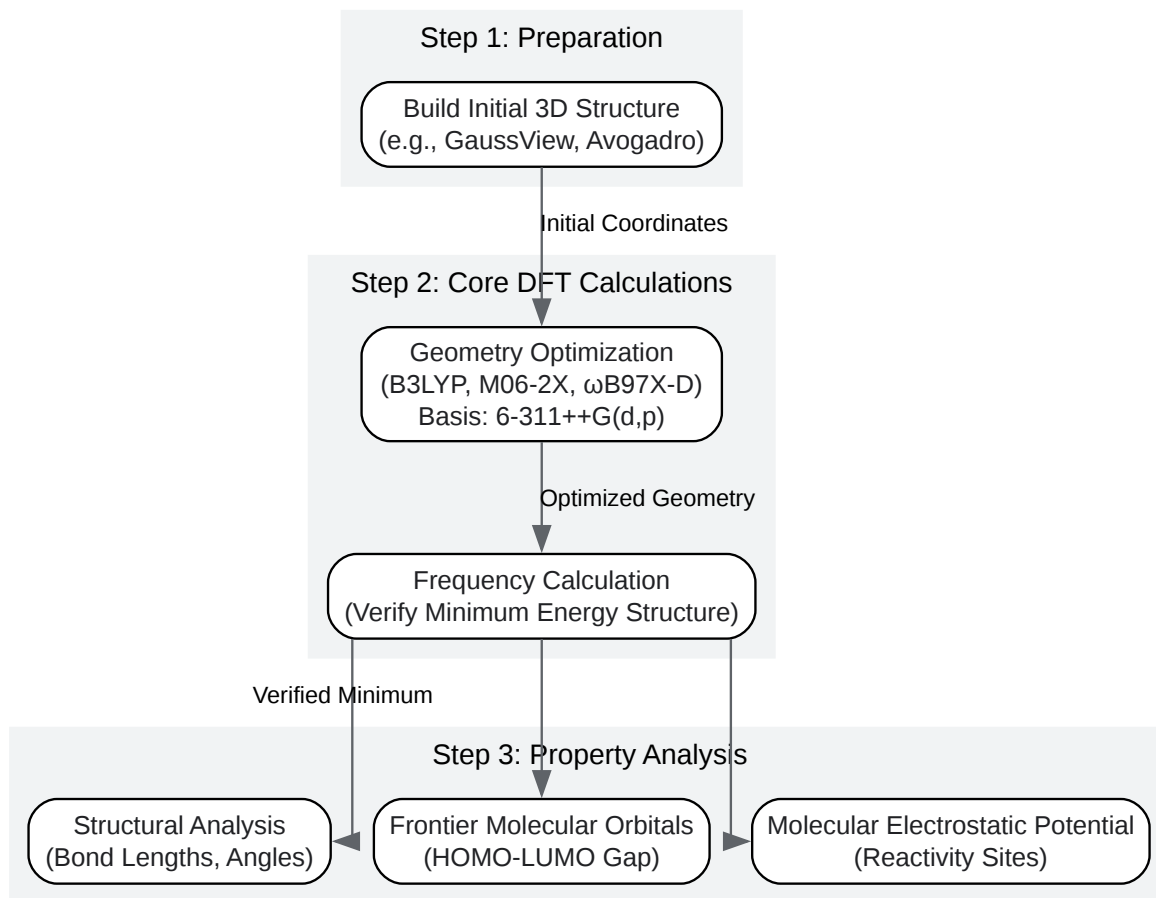 Step 1: Preparation
Build Initial 3D Structure
(e.g., GaussView, Avogadro)
Initial Coordinates
Step 2: Core DFT Calculations
Geometry Optimization
(B3LYP, M06-2X, ωB97X-D)
Basis: 6-311++G(d,p)
Optimized Geometry
Frequency Calculation
(Verify Minimum Energy Structure)
Verified Minimum
Step 3: Property Analysis
Structural Analysis
(Bond Lengths, Angles)
Frontier Molecular Orbitals
(HOMO-LUMO Gap)
Molecular Electrostatic Potential
(Reactivity Sites)